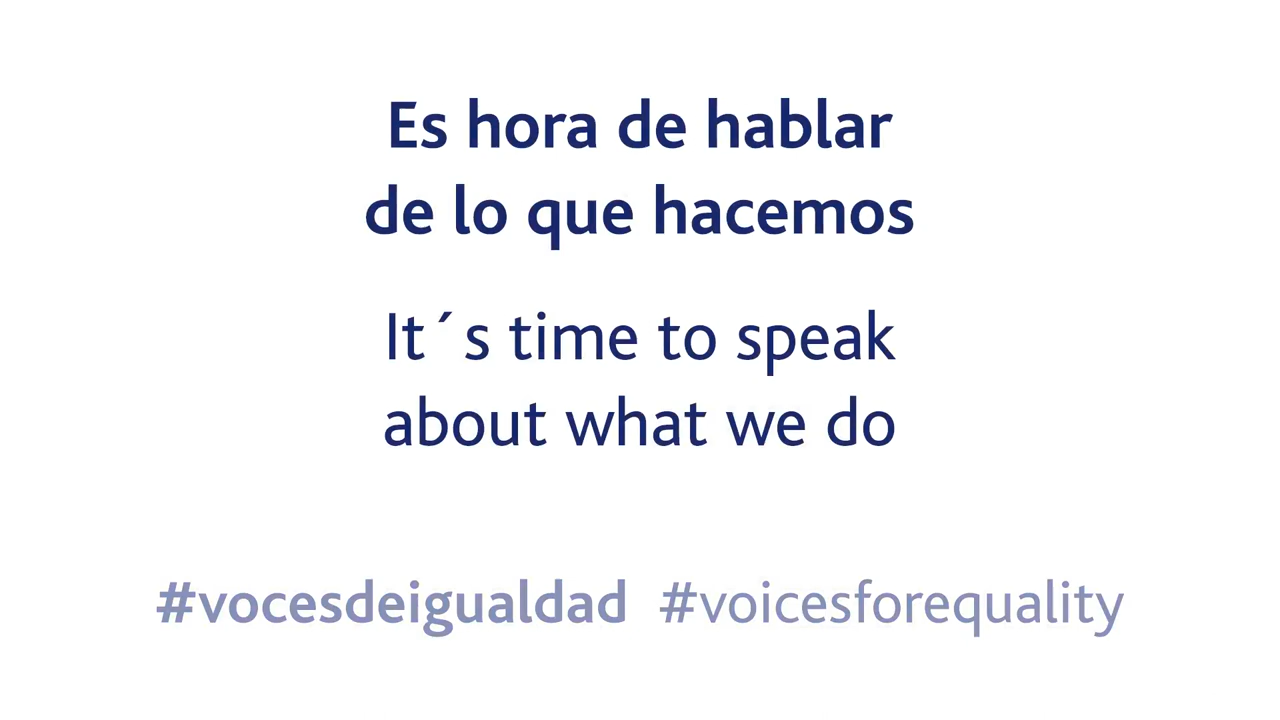 Es hora de hablar
de lo que hacemos
It´s time to speak
about what we do
#vocesdeigualdad #voicesforequality